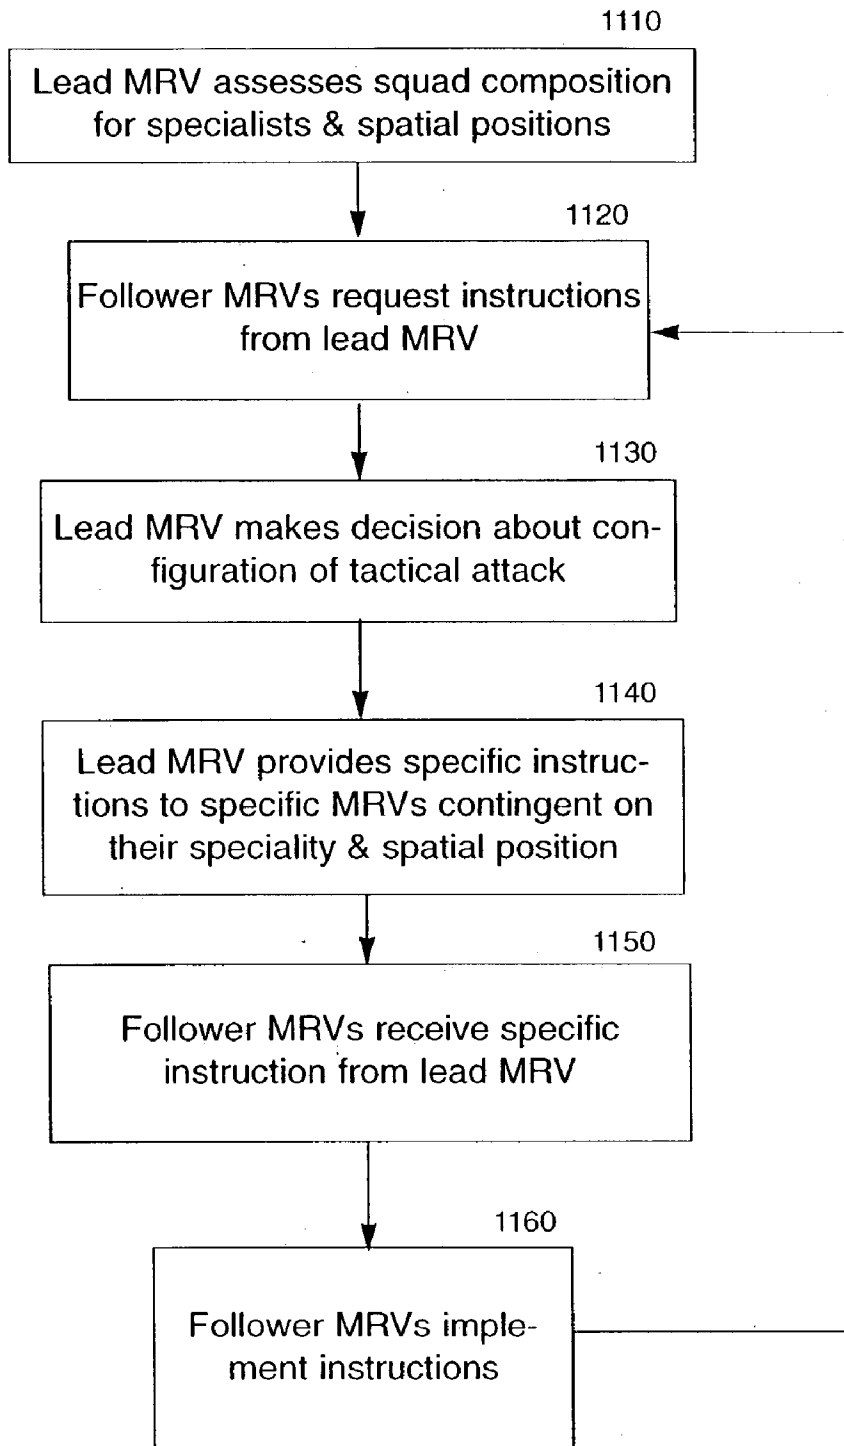 1110
Lead MRV assesses squad composition
for specialists & spatial positions
1120
Follower MRVs request instructions
from lead MRV
1130
Lead MRV makes decision about con-
figuration of tactical attack
1140
Lead MRV provides specific instruc-
tions to specific MRVs contingent on
their speciality & spatial position
1150
Follower MRVs receive specific
instruction from lead MRV
1160
Follower MRVs imple-
ment instructions